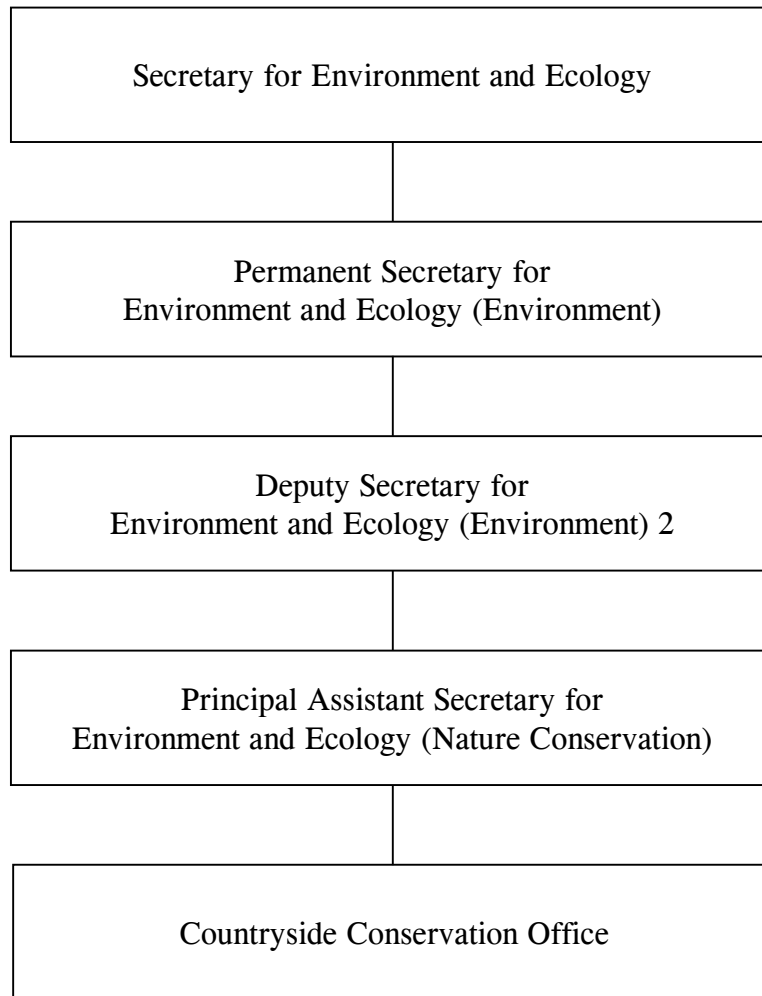 Secretary for Environment and Ecology
Permanent Secretary for
Environment and Ecology (Environment)
Deputy Secretary for
Environment and Ecology (Environment) 2
Principal Assistant Secretary for
Environment and Ecology (Nature Conservation)
Countryside Conservation Office